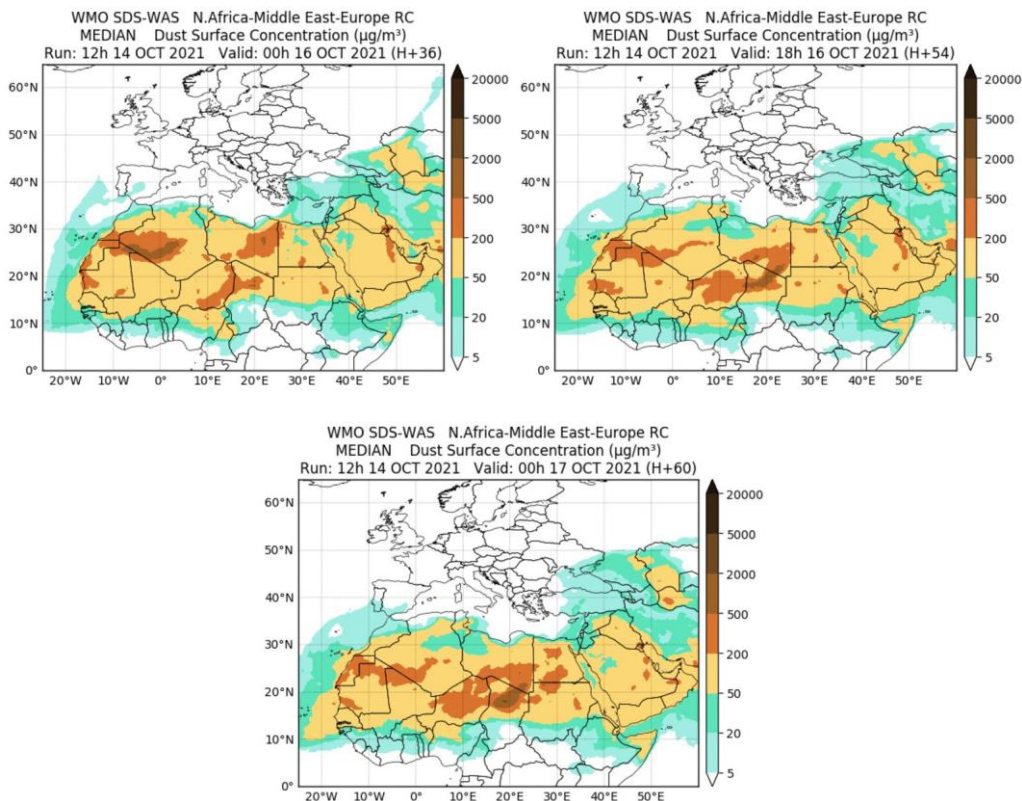 WMO SDS-WAS N.Africa-Middle East-Europe RC
MEDIAN Dust Surface Concentration (µg/m³)
Run: 12h 14 OCT 2021 Valid: 00h 16 OCT 2021 (H+36)
60°N
50°N
40°N
30°N
20°N
10°N
0°
20°W 10°W 0° 10°E 20°E 30°E 40°E 50°E
20000
5000
2000
500
200
50
20
5
WMO SDS-WAS N.Africa-Middle East-Europe RC
MEDIAN Dust Surface Concentration (µg/m³)
Run: 12h 14 OCT 2021 Valid: 18h 16 OCT 2021 (H+54)
60°N
50°N
40°N
30°N
20°N
10°N
0°
20°W 10°W 0° 10°E 20°E 30°E 40°E 50°E
20000
5000
2000
500
200
50
20
5
WMO SDS-WAS N.Africa-Middle East-Europe RC
MEDIAN Dust Surface Concentration (µg/m³)
Run: 12h 14 OCT 2021 Valid: 00h 17 OCT 2021 (H+60)
60°N
50°N
40°N
30°N
20°N
10°N
0°
20°W 10°W 0° 10°E 20°E 30°E 40°E 50°E
20000
5000
2000
500
200
50
20
5